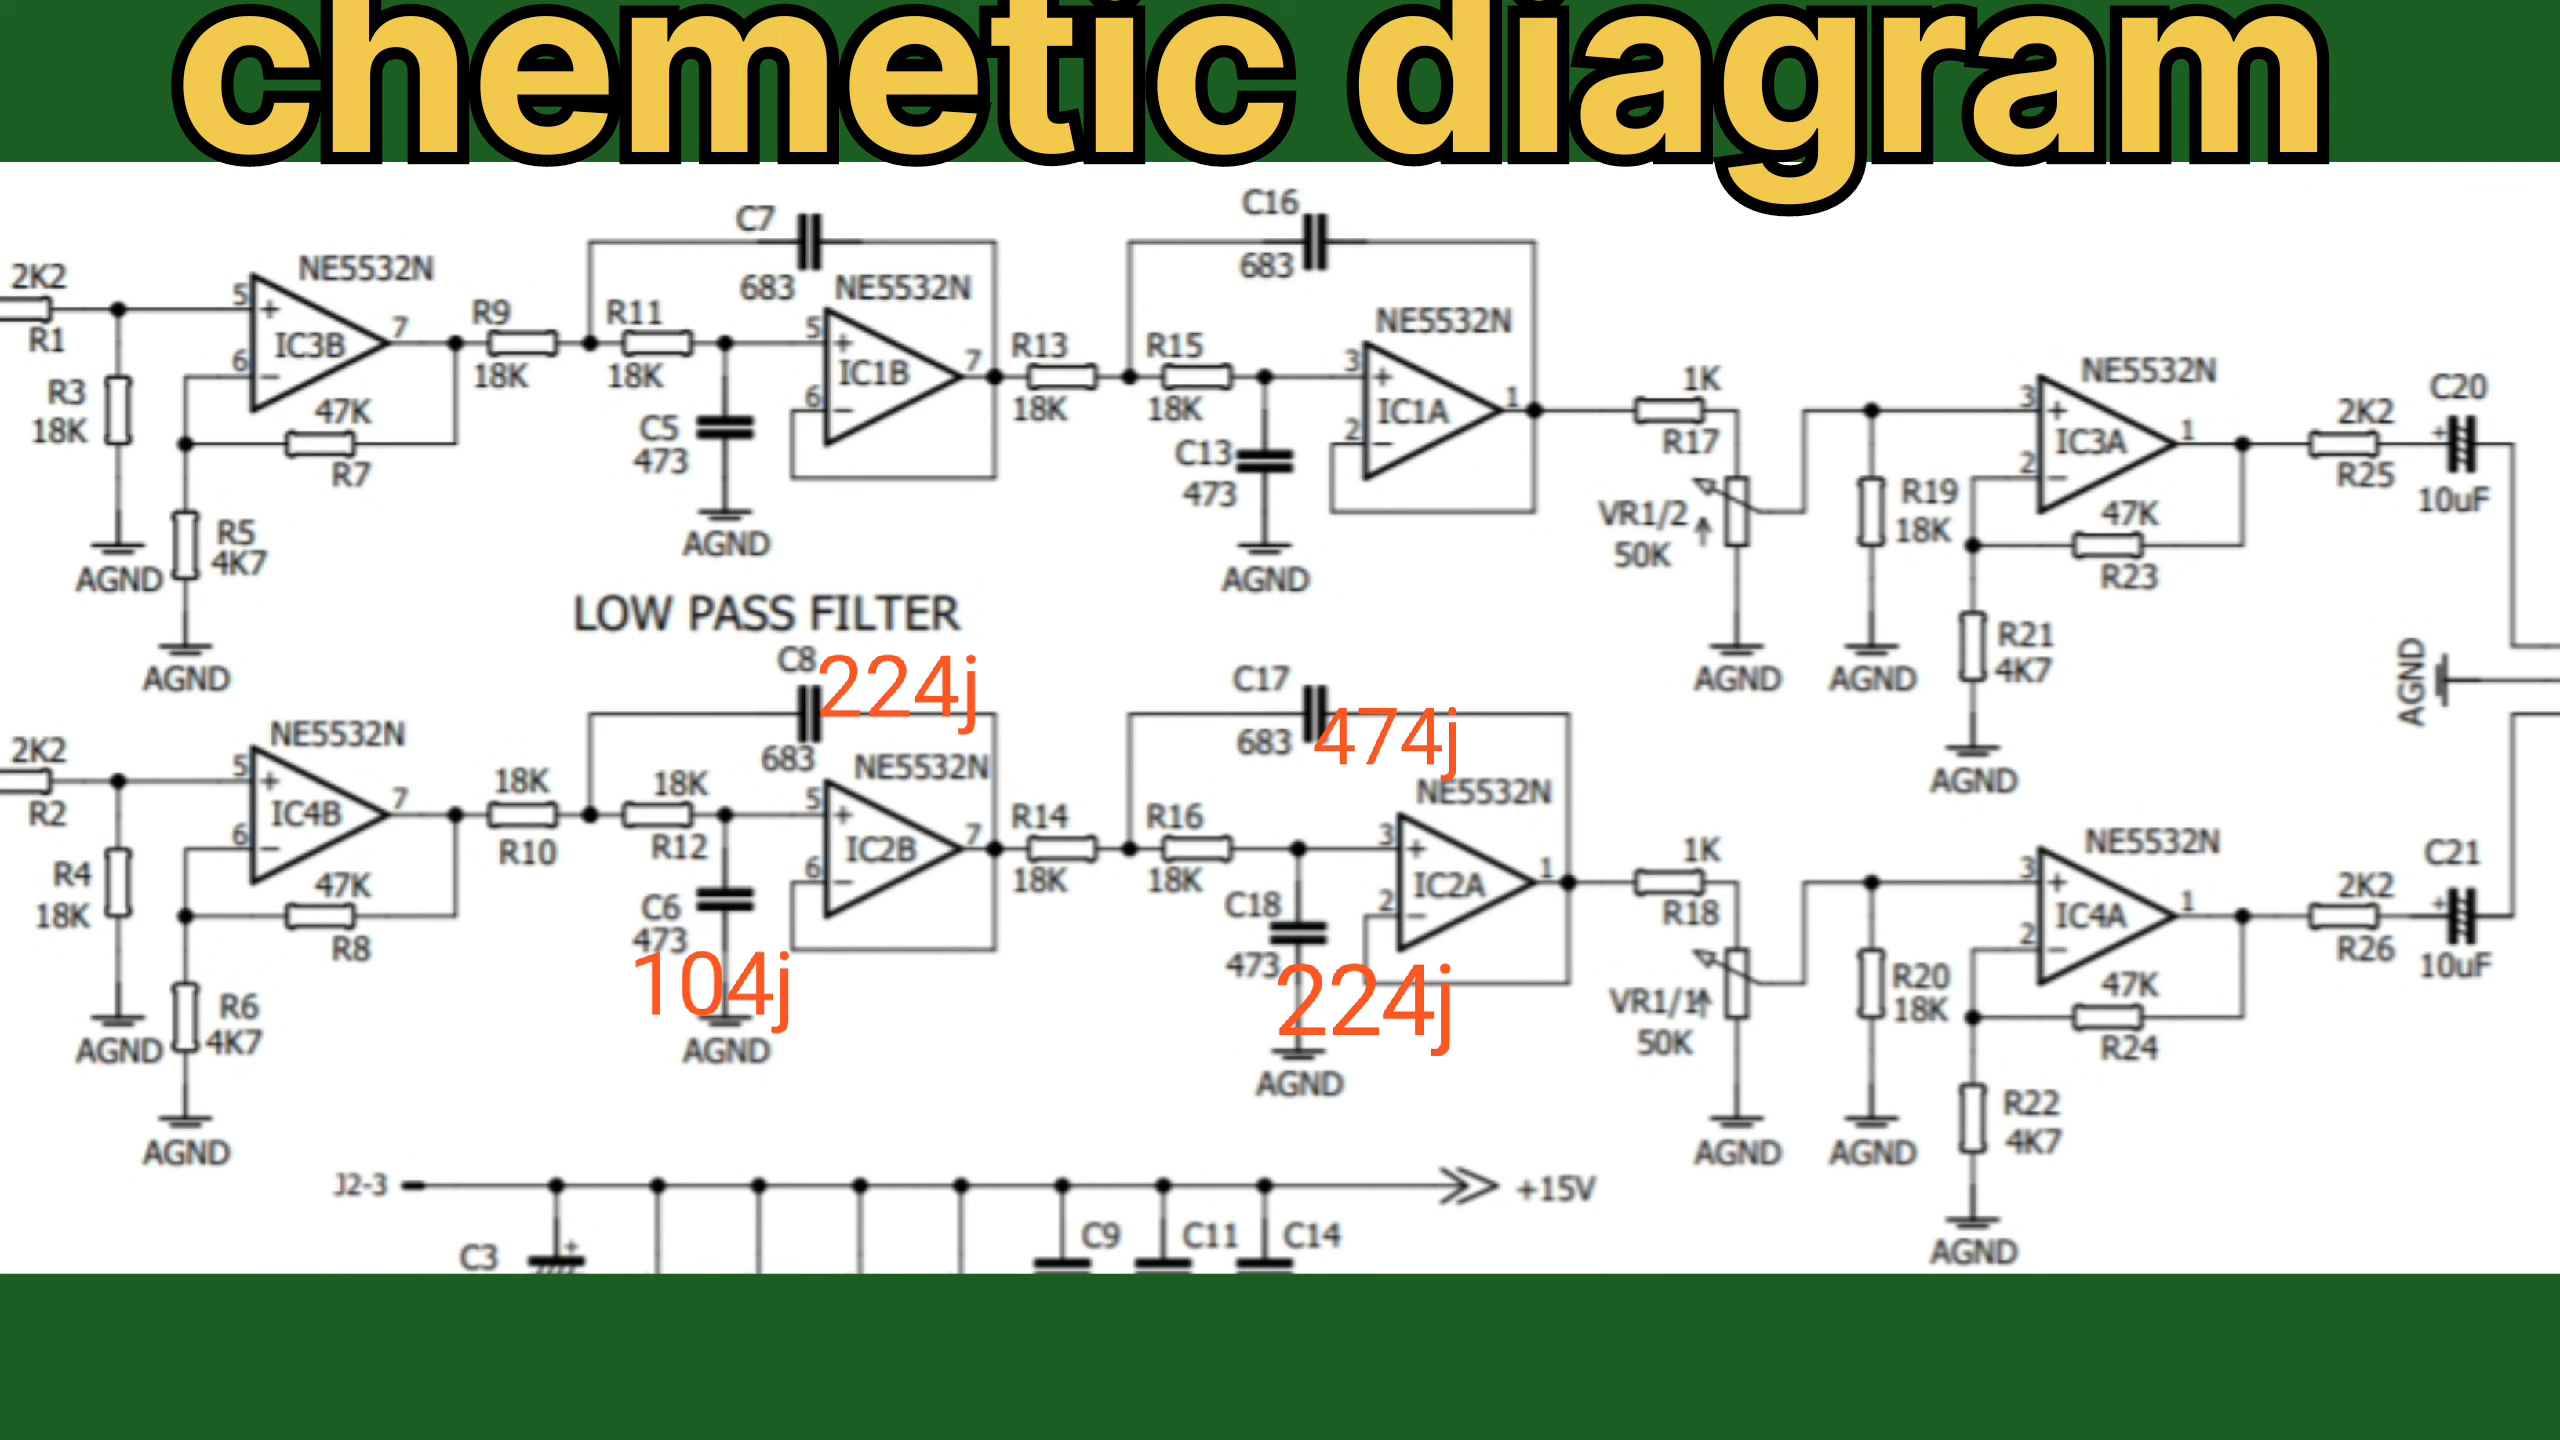 chemetic diagram
C7
C16
683
683
2K2
R1
NE5532N
5
6
7
IC3B
R3
18K
47K
R7
R5
4K7
AGND
AGND
R9
18K
R11
18K
C5
473
AGND
NE5532N
5
6
7
IC1B
R13
18K
R15
18K
C13
473
AGND
NE5532N
3
2
1
IC1A
1K
R17
VR1/2
50K
AGND
R19
18K
AGND
NE5532N
3
2
1
IC3A
47K
R23
R21
4K7
AGND
2K2
R25
C20
+
10uF
AGND
LOW PASS FILTER
C8
224j
683
C17
474j
683
2K2
R2
NE5532N
5
6
7
IC4B
R4
18K
47K
R8
R6
4K7
AGND
AGND
18K
R10
18K
R12
C6
473
104j
AGND
NE5532N
5
6
7
IC2B
R14
18K
R16
18K
C18
473
224j
AGND
NE5532N
3
2
1
IC2A
1K
R18
VR1/1
50K
AGND
R20
18K
AGND
NE5532N
3
2
1
IC4A
47K
R24
R22
4K7
AGND
2K2
R26
C21
+
10uF
J2-3
+15V
C3
+
C9
C11
C14